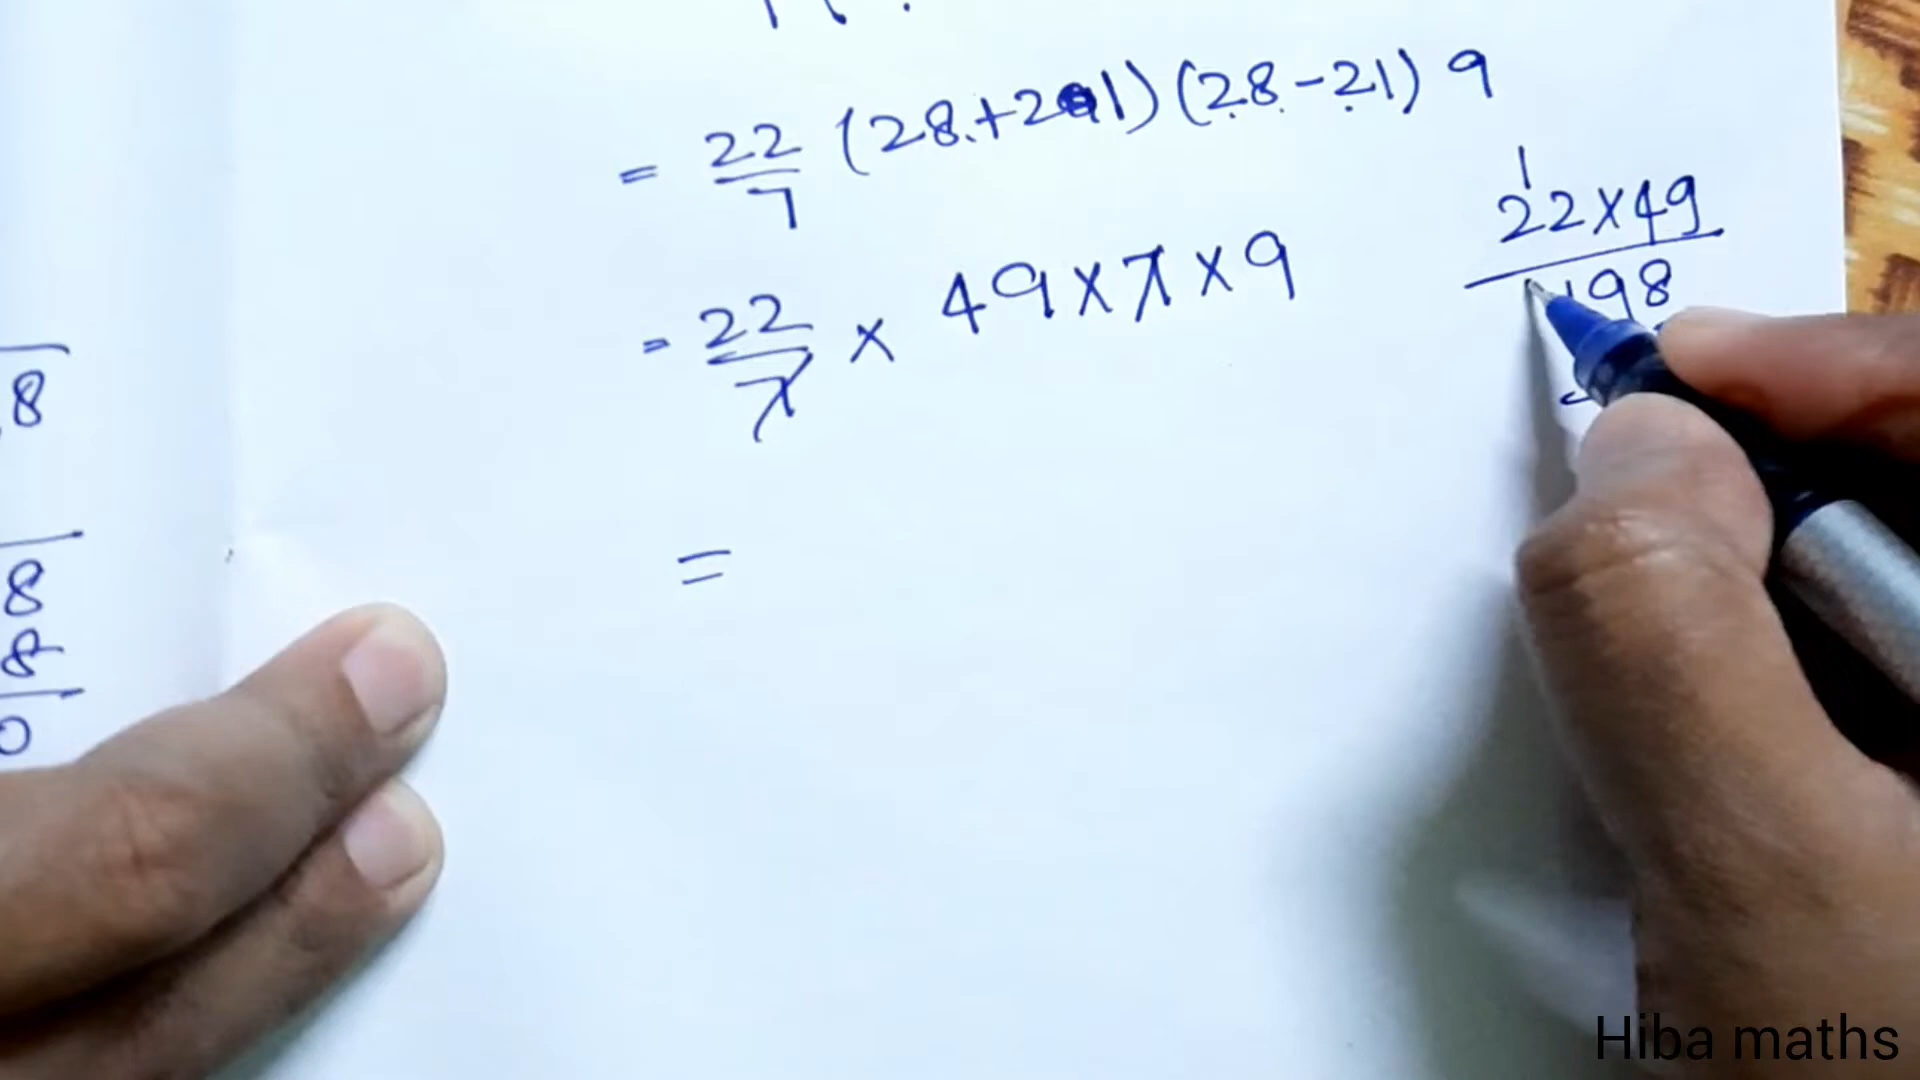 = 22/7 (28+21) (28-21) 9
= 22/7 × 49 × 7 × 9
22×49
1
198
=
8
8
8
0
Hiba maths